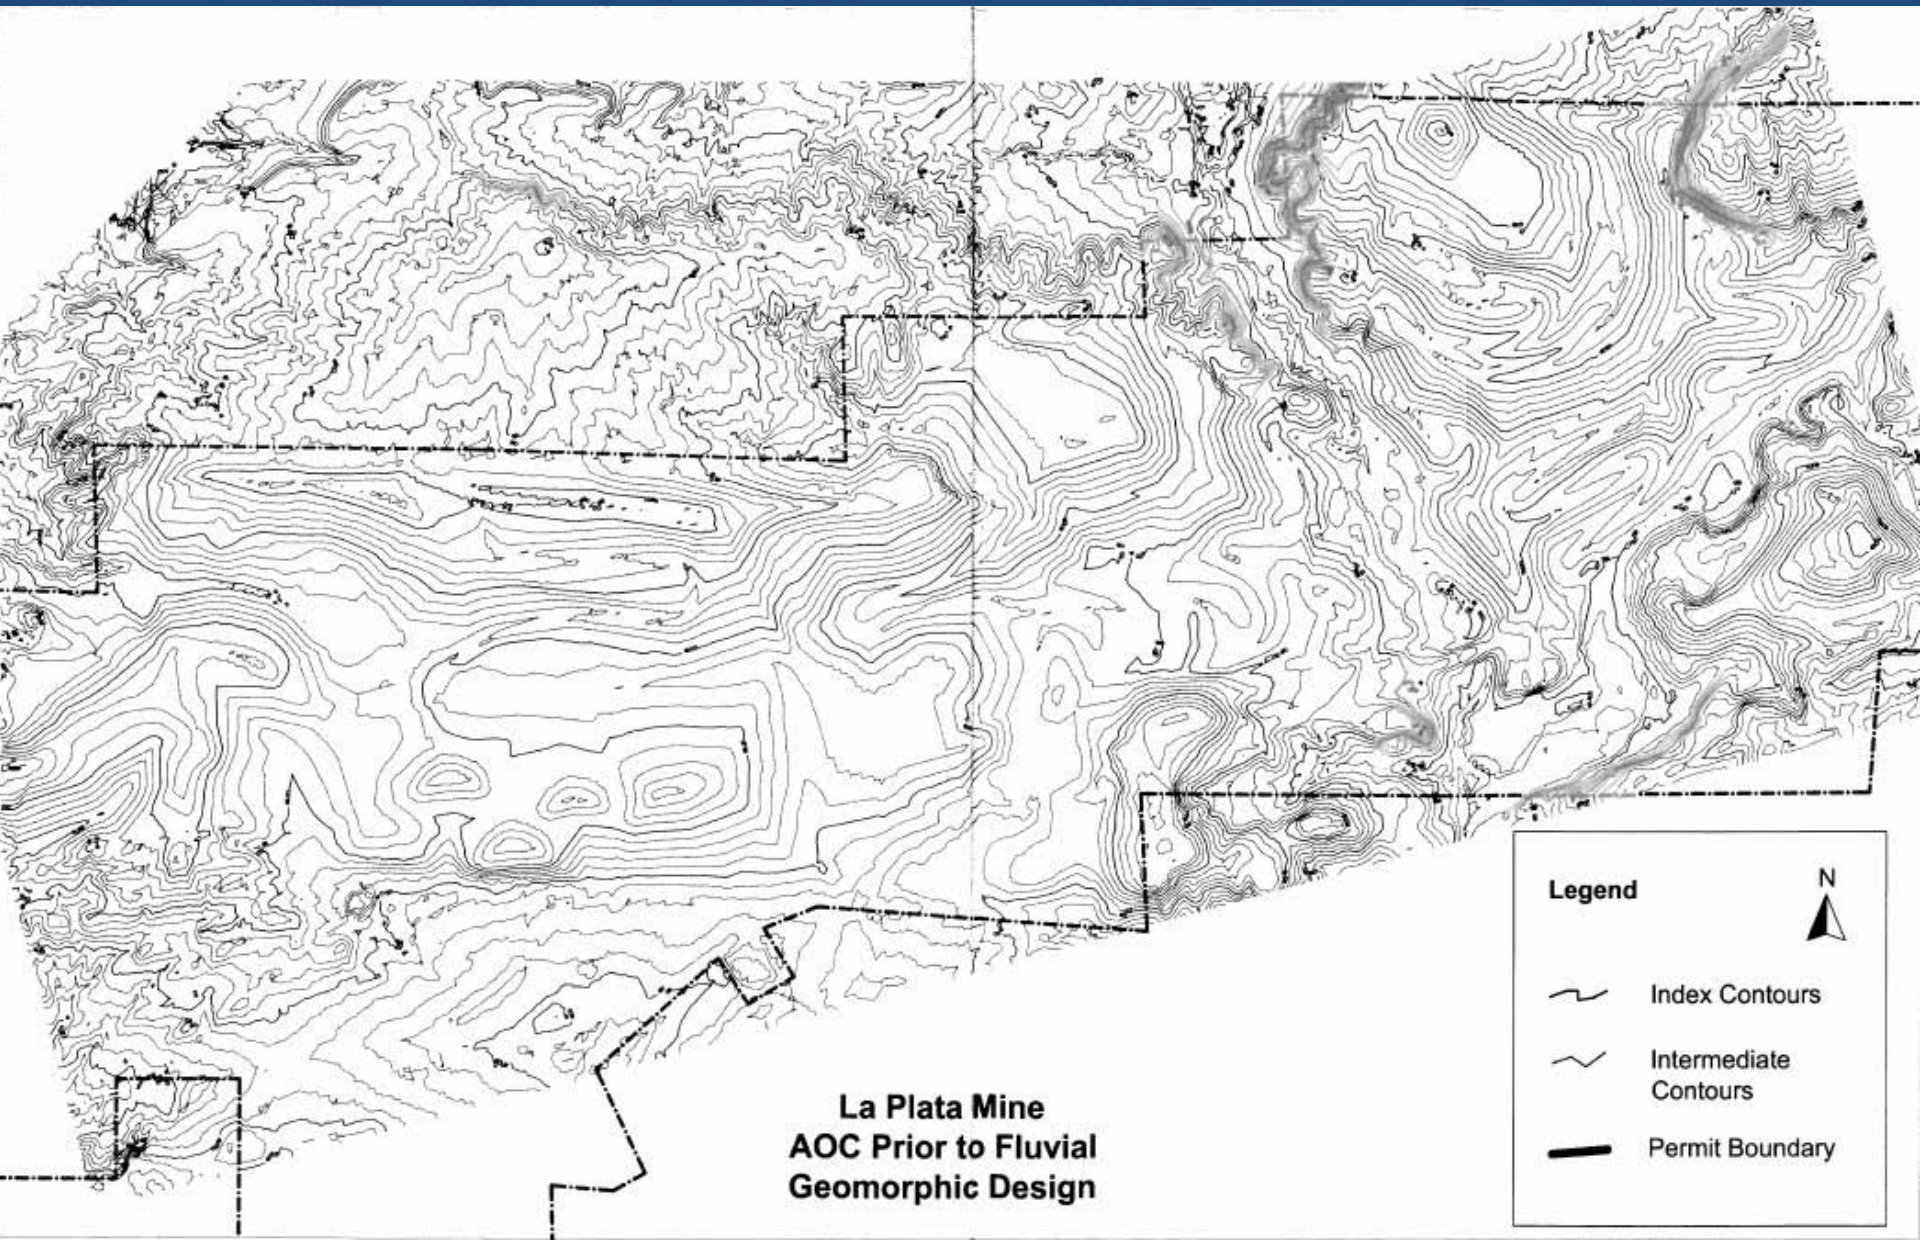 La Plata Mine
AOC Prior to Fluvial
Geomorphic Design
Legend
N
Index Contours
Intermediate
Contours
Permit Boundary